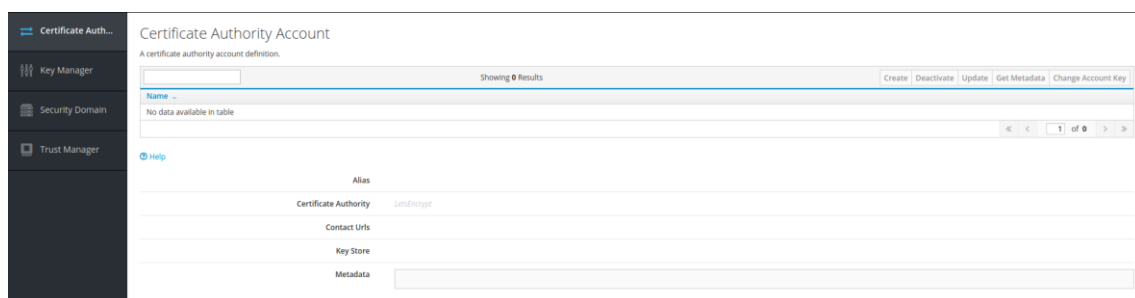 Certificate Auth...
Key Manager
Security Domain
Trust Manager
Certificate Authority Account
A certificate authority account definition.
Showing 0 Results
Create Deactivate Update Get Metadata Change Account Key
Name
No data available in table
« < 1 of 0 > »
Help
Alias
Certificate Authority LetsEncrypt
Contact Urls
Key Store
Metadata